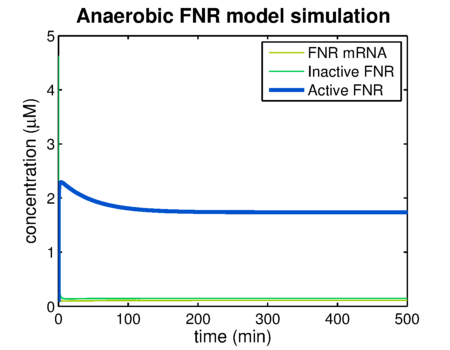 Anaerobic FNR model simulation
FNR mRNA
Inactive FNR
Active FNR
concentration (μM)
5
4
3
2
1
0
0 100 200 300 400 500
time (min)